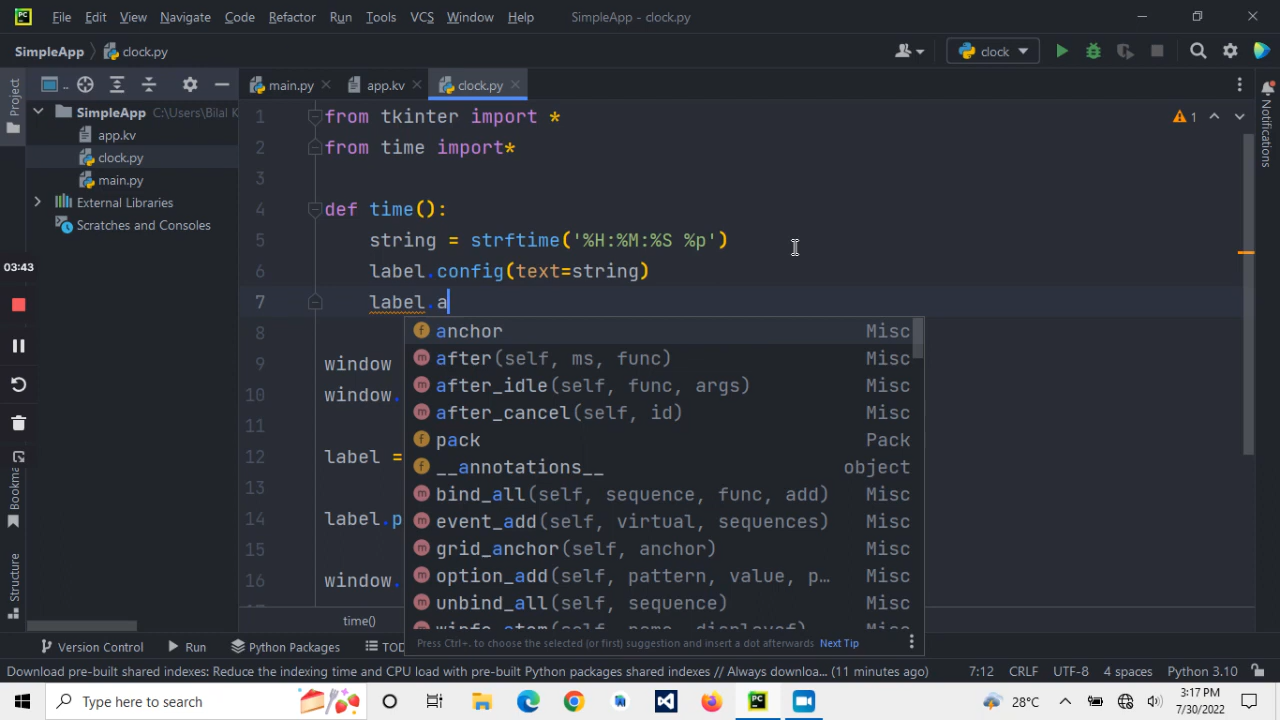 PC File Edit View Navigate Code Refactor Run Tools VCS Window Help SimpleApp - clock.py
SimpleApp clock.py clock
Project .. main.py app.kv clock.py
SimpleApp C:\Users\Bilal K
app.kv
clock.py
main.py
External Libraries
Scratches and Consoles
03:43
Notifications
1
1 from tkinter import *
2 from time import*
3
4 def time():
5 string = strftime('%H:%M:%S %p')
6 label.config(text=string)
7 label.a
8
9 window
10 window.
11
12 label =
13
14 label.p
15
16 window.
anchor Misc
after(self, ms, func) Misc
after_idle(self, func, args) Misc
after_cancel(self, id) Misc
pack Pack
__annotations__ object
bind_all(self, sequence, func, add) Misc
event_add(self, virtual, sequences) Misc
grid_anchor(self, anchor) Misc
option_add(self, pattern, value, p… Misc
unbind_all(self, sequence) Misc
Press Ctrl+. to choose the selected (or first) suggestion and insert a dot afterwards Next Tip
time()
Structure
Version Control Run Python Packages
Download pre-built shared indexes: Reduce the indexing time and CPU load with pre-built Python packages shared indexes // Always downloa... (11 minutes ago) 7:12 CRLF UTF-8 4 spaces Python 3.10
Type here to search 28°C 3:17 PM
7/30/2022